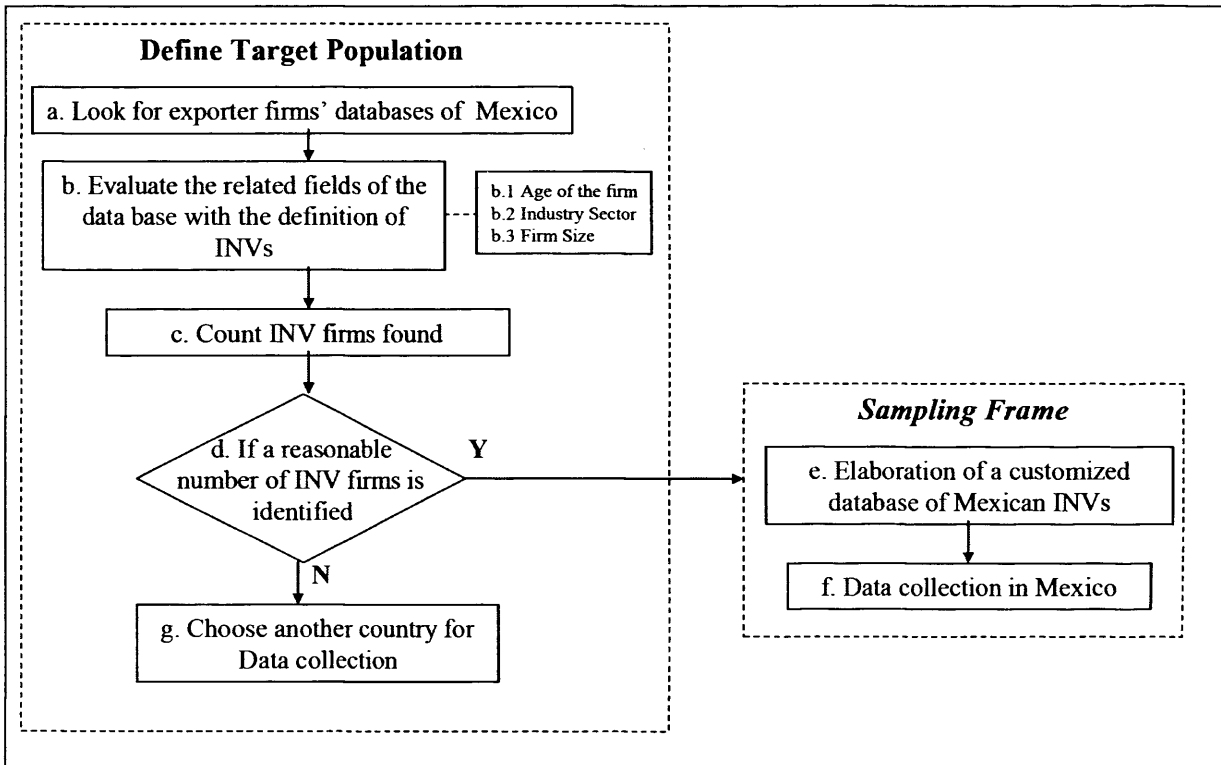 Define Target Population
a. Look for exporter firms’ databases of Mexico
b. Evaluate the related fields of the
data base with the definition of
INVs
b.1 Age of the firm
b.2 Industry Sector
b.3 Firm Size
c. Count INV firms found
d. If a reasonable
number of INV firms is
identified
Y
N
g. Choose another country for
Data collection
Sampling Frame
e. Elaboration of a customized
database of Mexican INVs
f. Data collection in Mexico